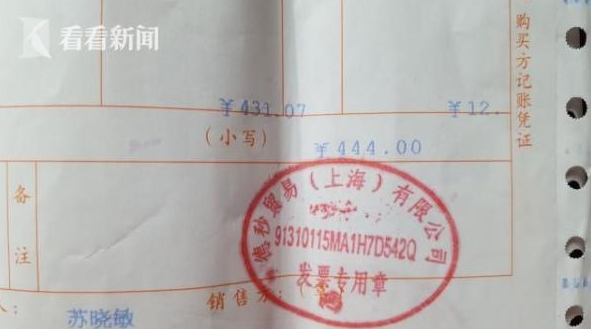 看看新闻
购买方记账凭证
¥431.07 ¥12.
(小写) ¥444.00
备注
秒贸易(上海)有限公司
91310115MA1H7D542Q
发票专用章
人: 销售方:(
苏晓敏